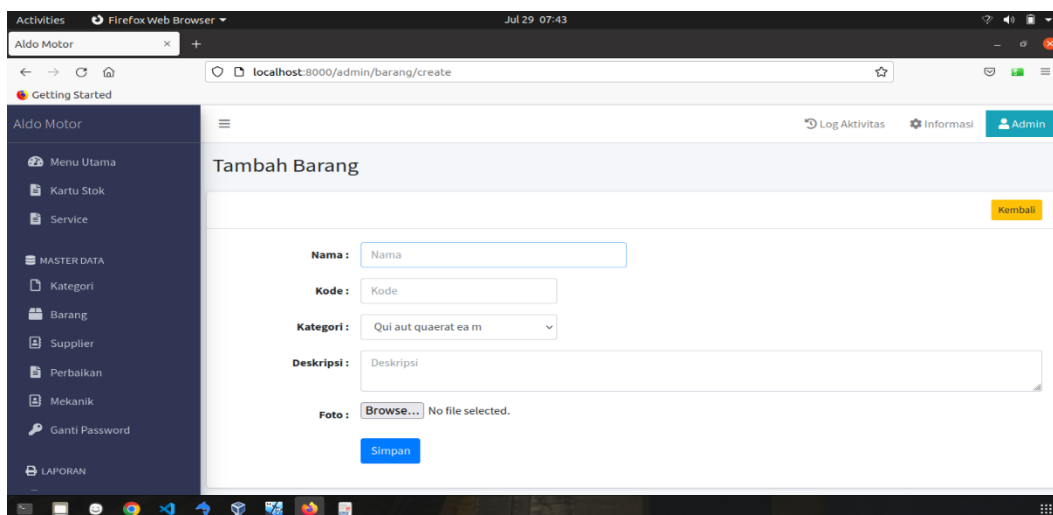 Activities Firefox Web Browser Jul 29 07:43
Aldo Motor
localhost:8000/admin/barang/create
Getting Started
Aldo Motor
Log Aktivitas Informasi Admin
Menu Utama
Kartu Stok
Service
MASTER DATA
Kategori
Barang
Supplier
Perbaikan
Mekanik
Ganti Password
LAPORAN
Tambah Barang
Kembali
Nama : Nama
Kode : Kode
Kategori : Qui aut quaerat ea m
Deskripsi : Deskripsi
Foto : Browse... No file selected.
Simpan